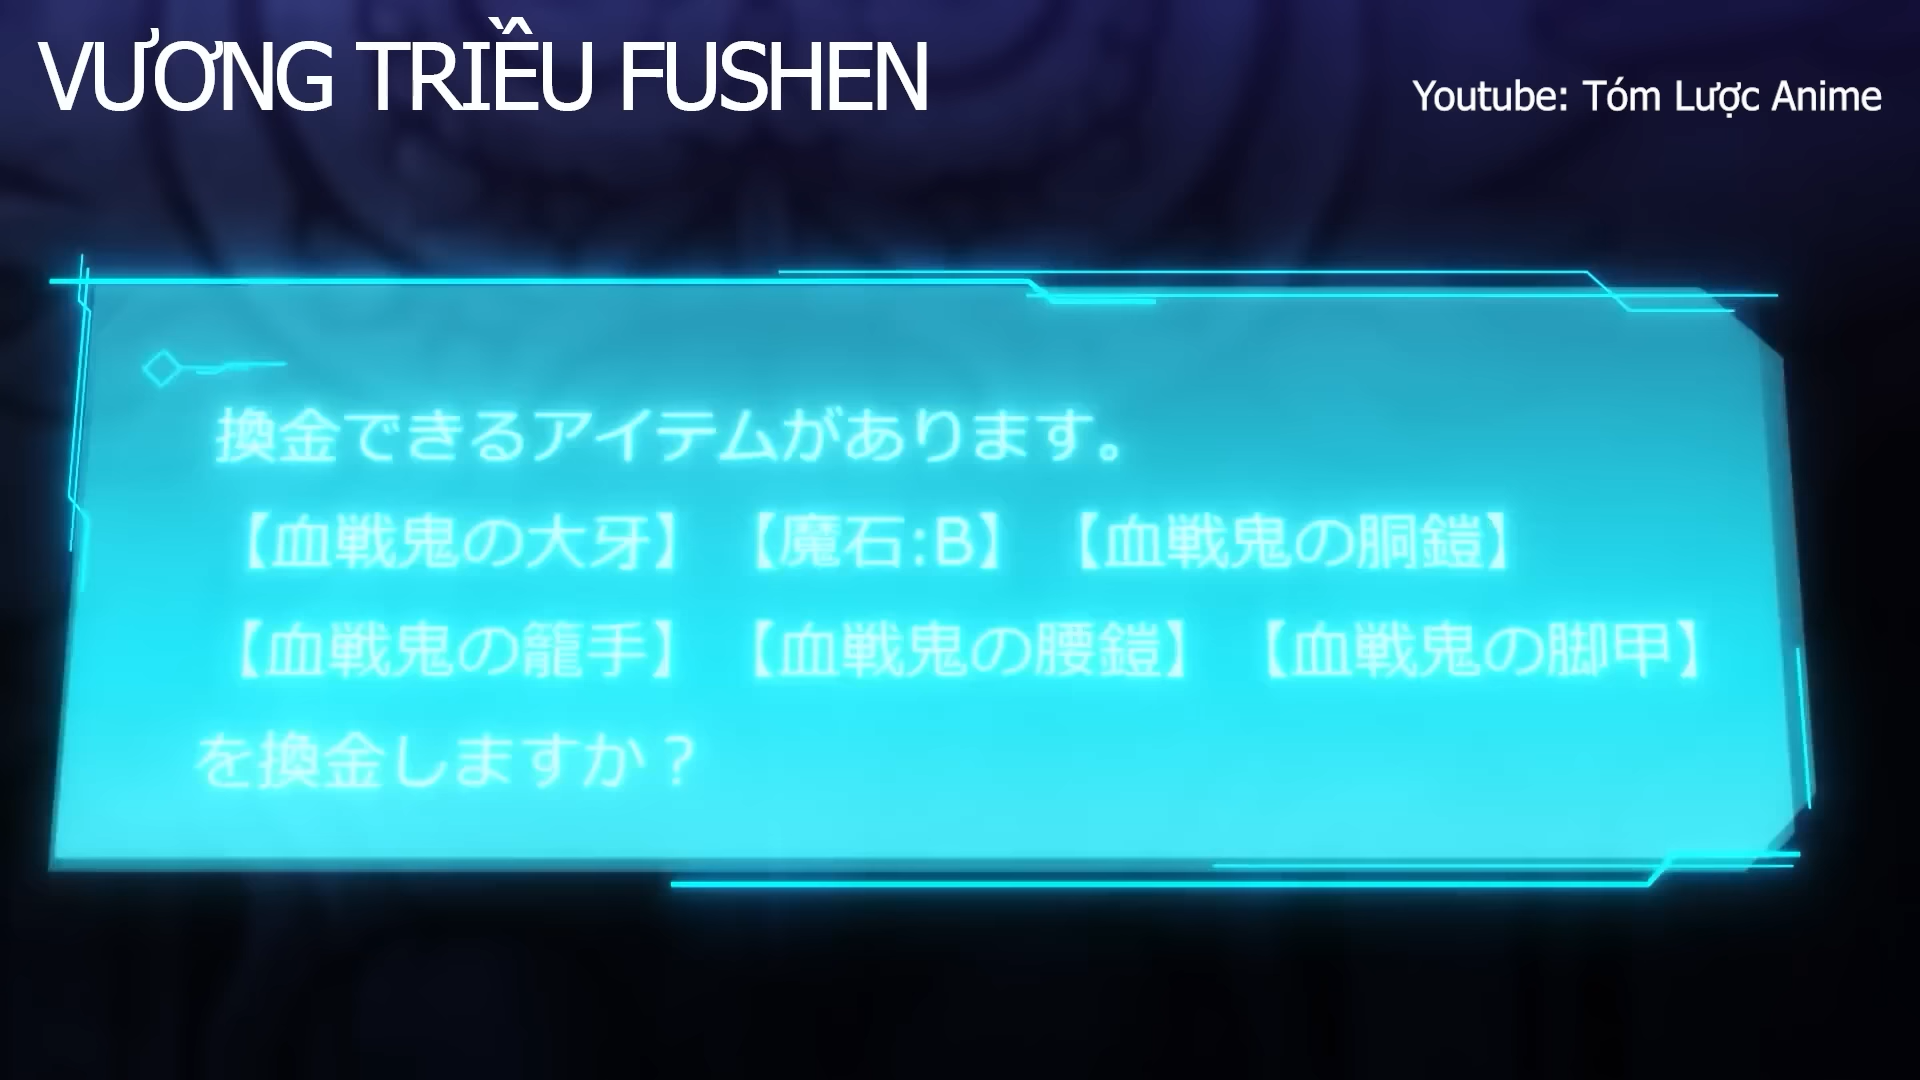 VƯƠNG TRIỀU FUSHEN
Youtube: Tóm Lược Anime
換金できるアイテムがあります。
【血戦鬼の大牙】 【魔石:B】 【血戦鬼の胴鎧】
【血戦鬼の籠手】 【血戦鬼の腰鎧】 【血戦鬼の脚甲】
を換金しますか？